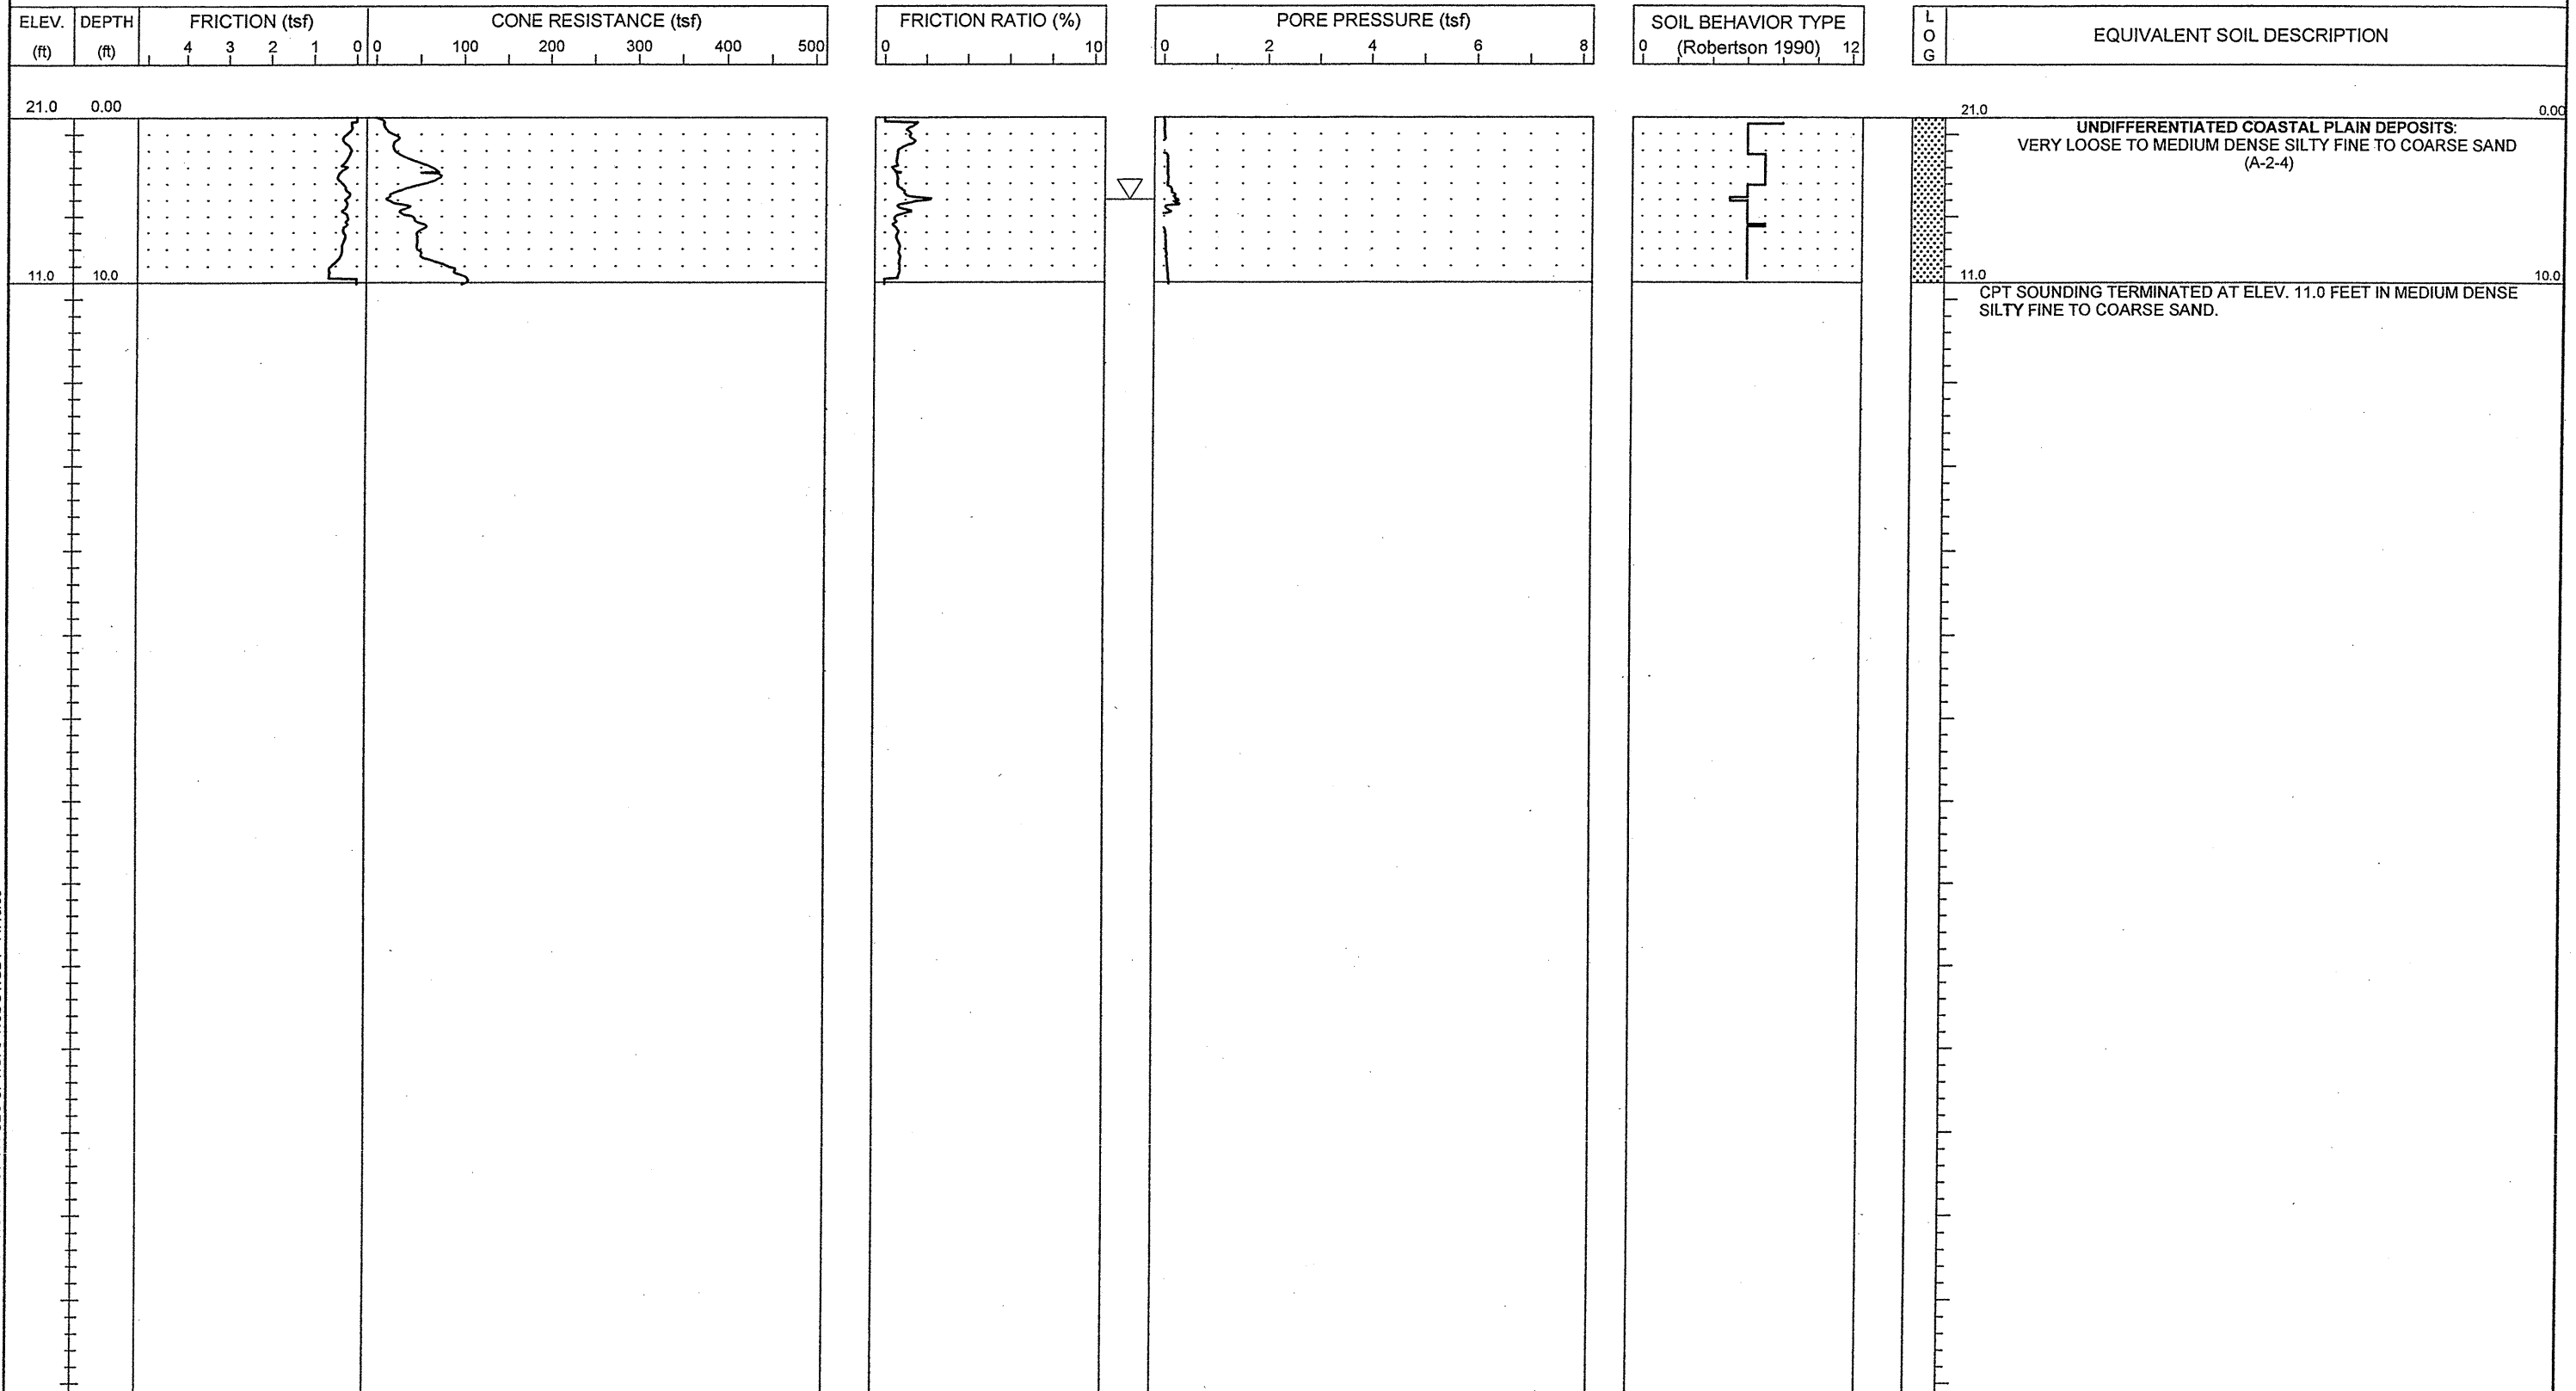 ELEV. (ft)
DEPTH (ft)
FRICTION (tsf)
4 3 2 1 0
CONE RESISTANCE (tsf)
0 100 200 300 400 500
FRICTION RATIO (%)
0 10
PORE PRESSURE (tsf)
0 2 4 6 8
SOIL BEHAVIOR TYPE
(Robertson 1990)
0 12
LOG
EQUIVALENT SOIL DESCRIPTION
21.0 0.00
21.0 0.00
UNDIFFERENTIATED COASTAL PLAIN DEPOSITS:
VERY LOOSE TO MEDIUM DENSE SILTY FINE TO COARSE SAND
(A-2-4)
11.0 10.0
11.0 10.0
CPT SOUNDING TERMINATED AT ELEV. 11.0 FEET IN MEDIUM DENSE
SILTY FINE TO COARSE SAND.